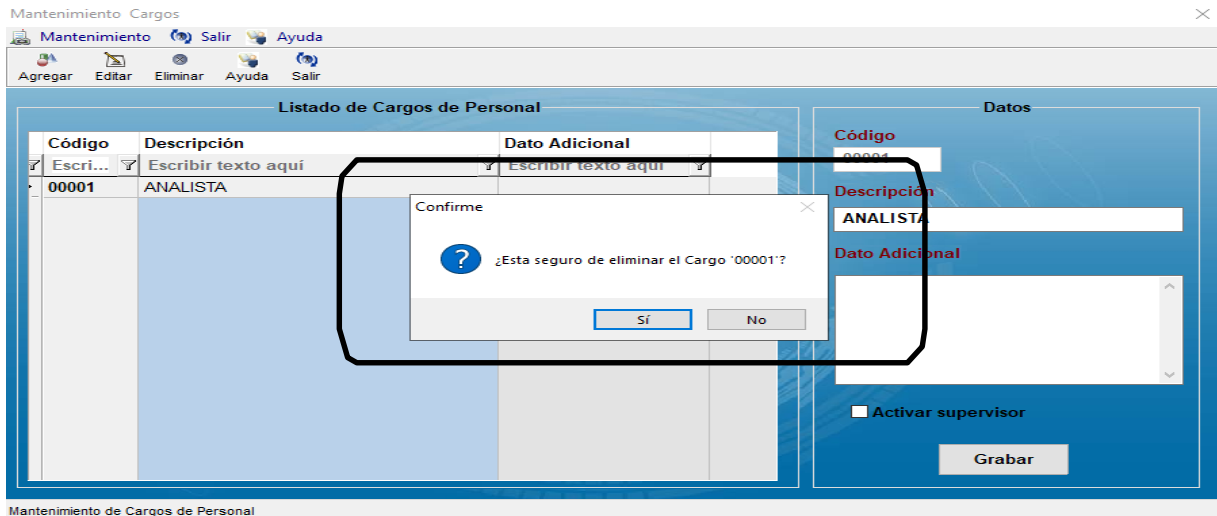 Mantenimiento Cargos
Mantenimiento Salir Ayuda
Agregar Editar Eliminar Ayuda Salir
Listado de Cargos de Personal
Código Descripción Dato Adicional
Escri... Escribir texto aquí Escribir texto aquí
00001 ANALISTA
Confirme
¿Esta seguro de eliminar el Cargo '00001'?
Sí No
Datos
Código
00001
Descripción
ANALISTA
Dato Adicional
Activar supervisor
Grabar
Mantenimiento de Cargos de Personal